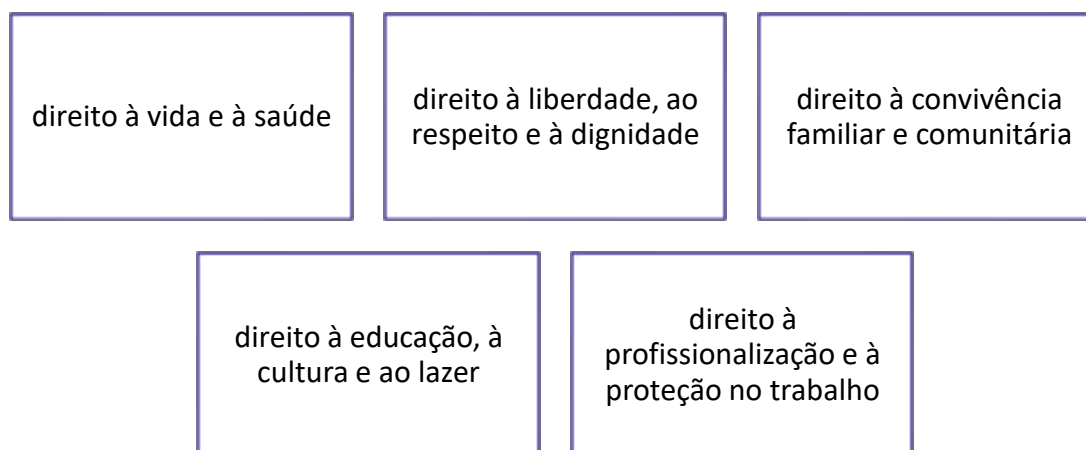 direito à vida e à saúde
direito à liberdade, ao
respeito e à dignidade
direito à convivência
familiar e comunitária
direito à educação, à
cultura e ao lazer
direito à
profissionalização e à
proteção no trabalho